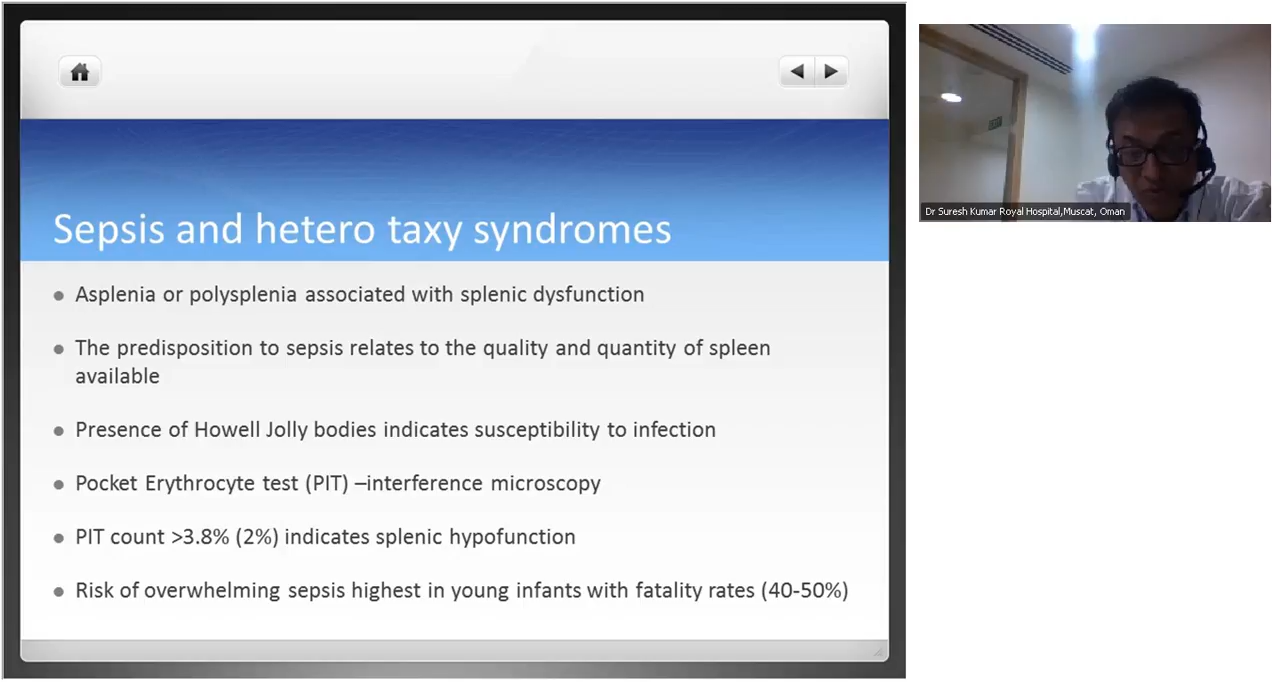 Sepsis and hetero taxy syndromes
Asplenia or polysplenia associated with splenic dysfunction
The predisposition to sepsis relates to the quality and quantity of spleen
available
Presence of Howell Jolly bodies indicates susceptibility to infection
Pocket Erythrocyte test (PIT) –interference microscopy
PIT count >3.8% (2%) indicates splenic hypofunction
Risk of overwhelming sepsis highest in young infants with fatality rates (40-50%)
Dr Suresh Kumar Royal Hospital,Muscat, Oman